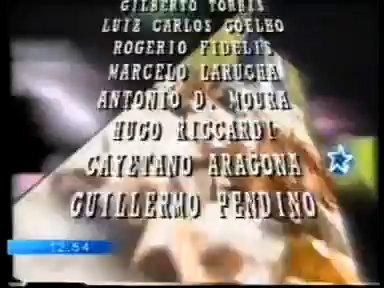 GILBERTO TORRES
LUIZ CARLOS COELHO
ROGERIO FIDELIS
MARCELO LARUCHA
ANTONIO D. MOURA
HUGO RICCARDI
CAYETANO ARAGONA
GUILLERMO PENDINO
12:54